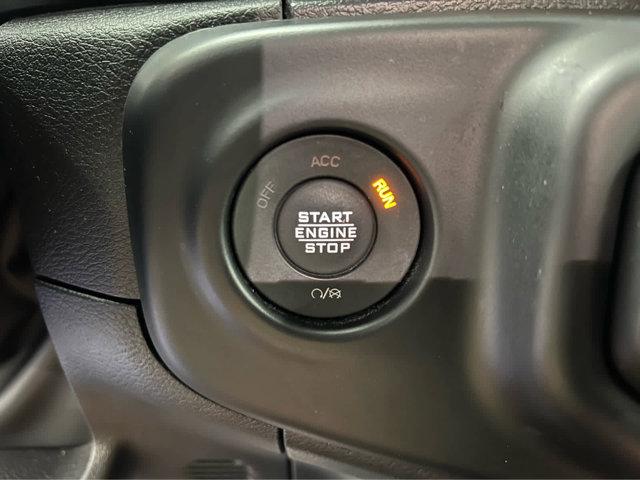 ACC
OFF
RUN
START
ENGINE
STOP